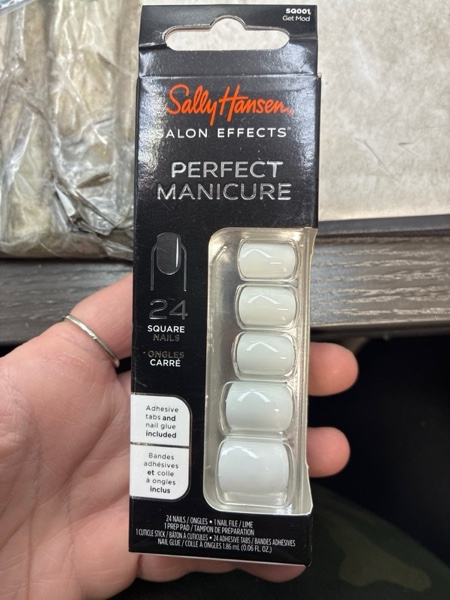 SQ001
Get Mod
Sally Hansen
SALON EFFECTS™
PERFECT
MANICURE
24
SQUARE
NAILS
ONGLES
CARRÉ
Adhesive
tabs and
nail glue
included
Bandes
adhésives
et colle
à ongles
inclus
24 NAILS / ONGLES • 1 NAIL FILE / LIME
1 PREP PAD / TAMPON DE PRÉPARATION
1 CUTICLE STICK / BÂTON À CUTICULES • 24 ADHESIVE TABS / BANDES ADHÉSIVES
NAIL GLUE / COLLE À ONGLES 1.86 mL (0.06 FL. OZ.)